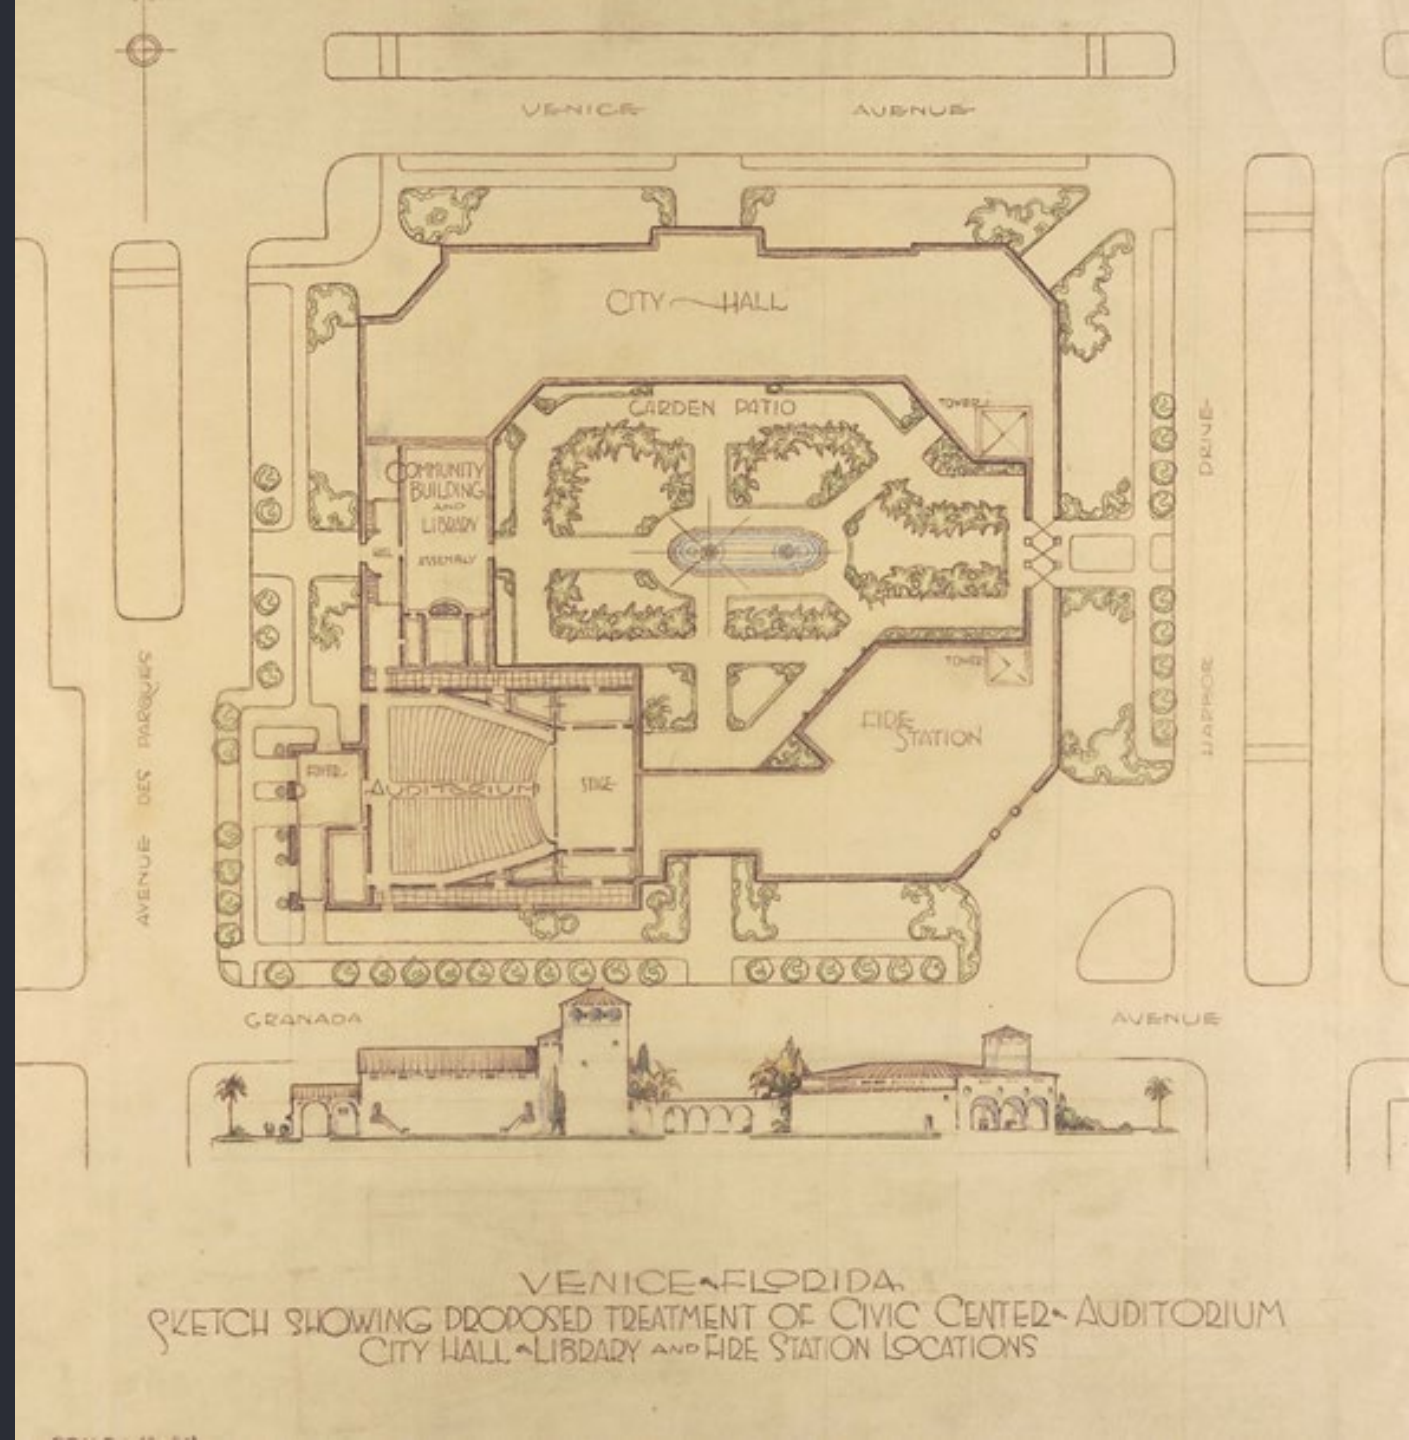 VENICE AVENUE
CITY HALL
GARDEN PATIO
TOWER
COMMUNITY
BUILDING
AND
LIBRARY
ASSEMBLY
DRIVE
HARBOR
TOWER
FIRE
STATION
AVENUE DES PARQUES
FOYER
AUDITORIUM
STAGE
GRANADA AVENUE
VENICE FLORIDA
SKETCH SHOWING PROPOSED TREATMENT OF CIVIC CENTER AUDITORIUM
CITY HALL LIBRARY AND FIRE STATION LOCATIONS